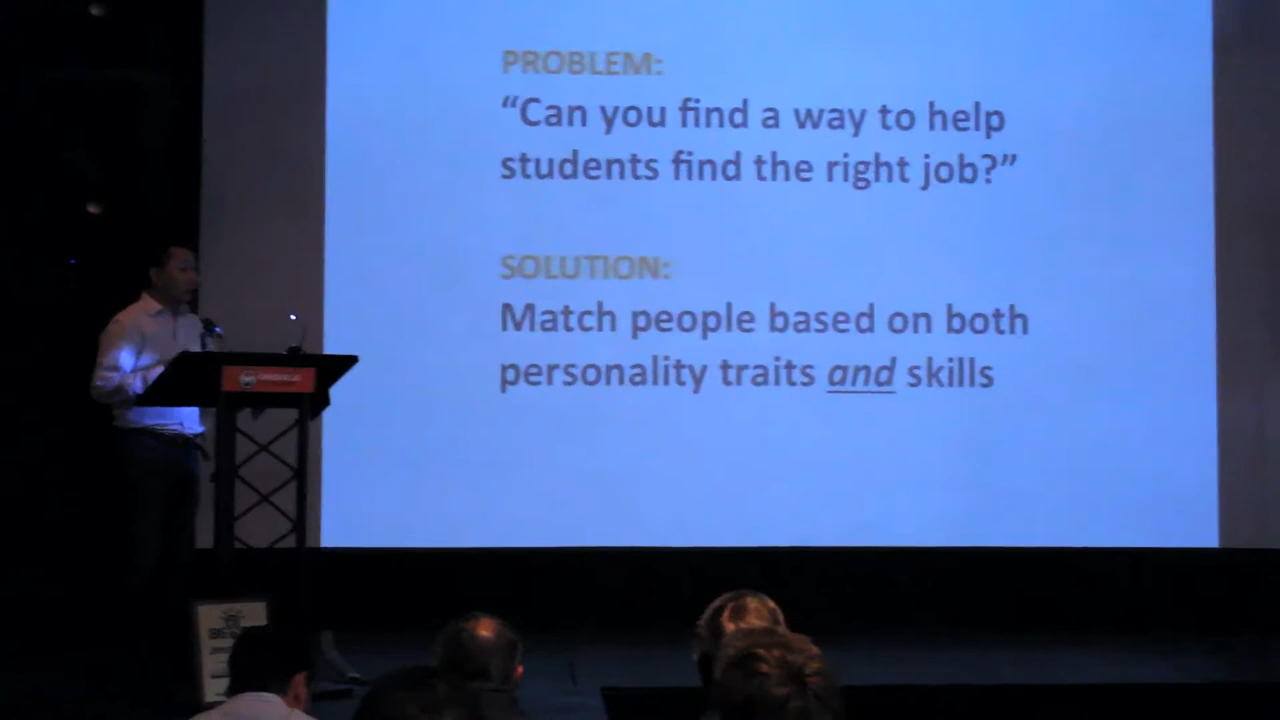 PROBLEM:
“Can you find a way to help
students find the right job?”
SOLUTION:
Match people based on both
personality traits and skills